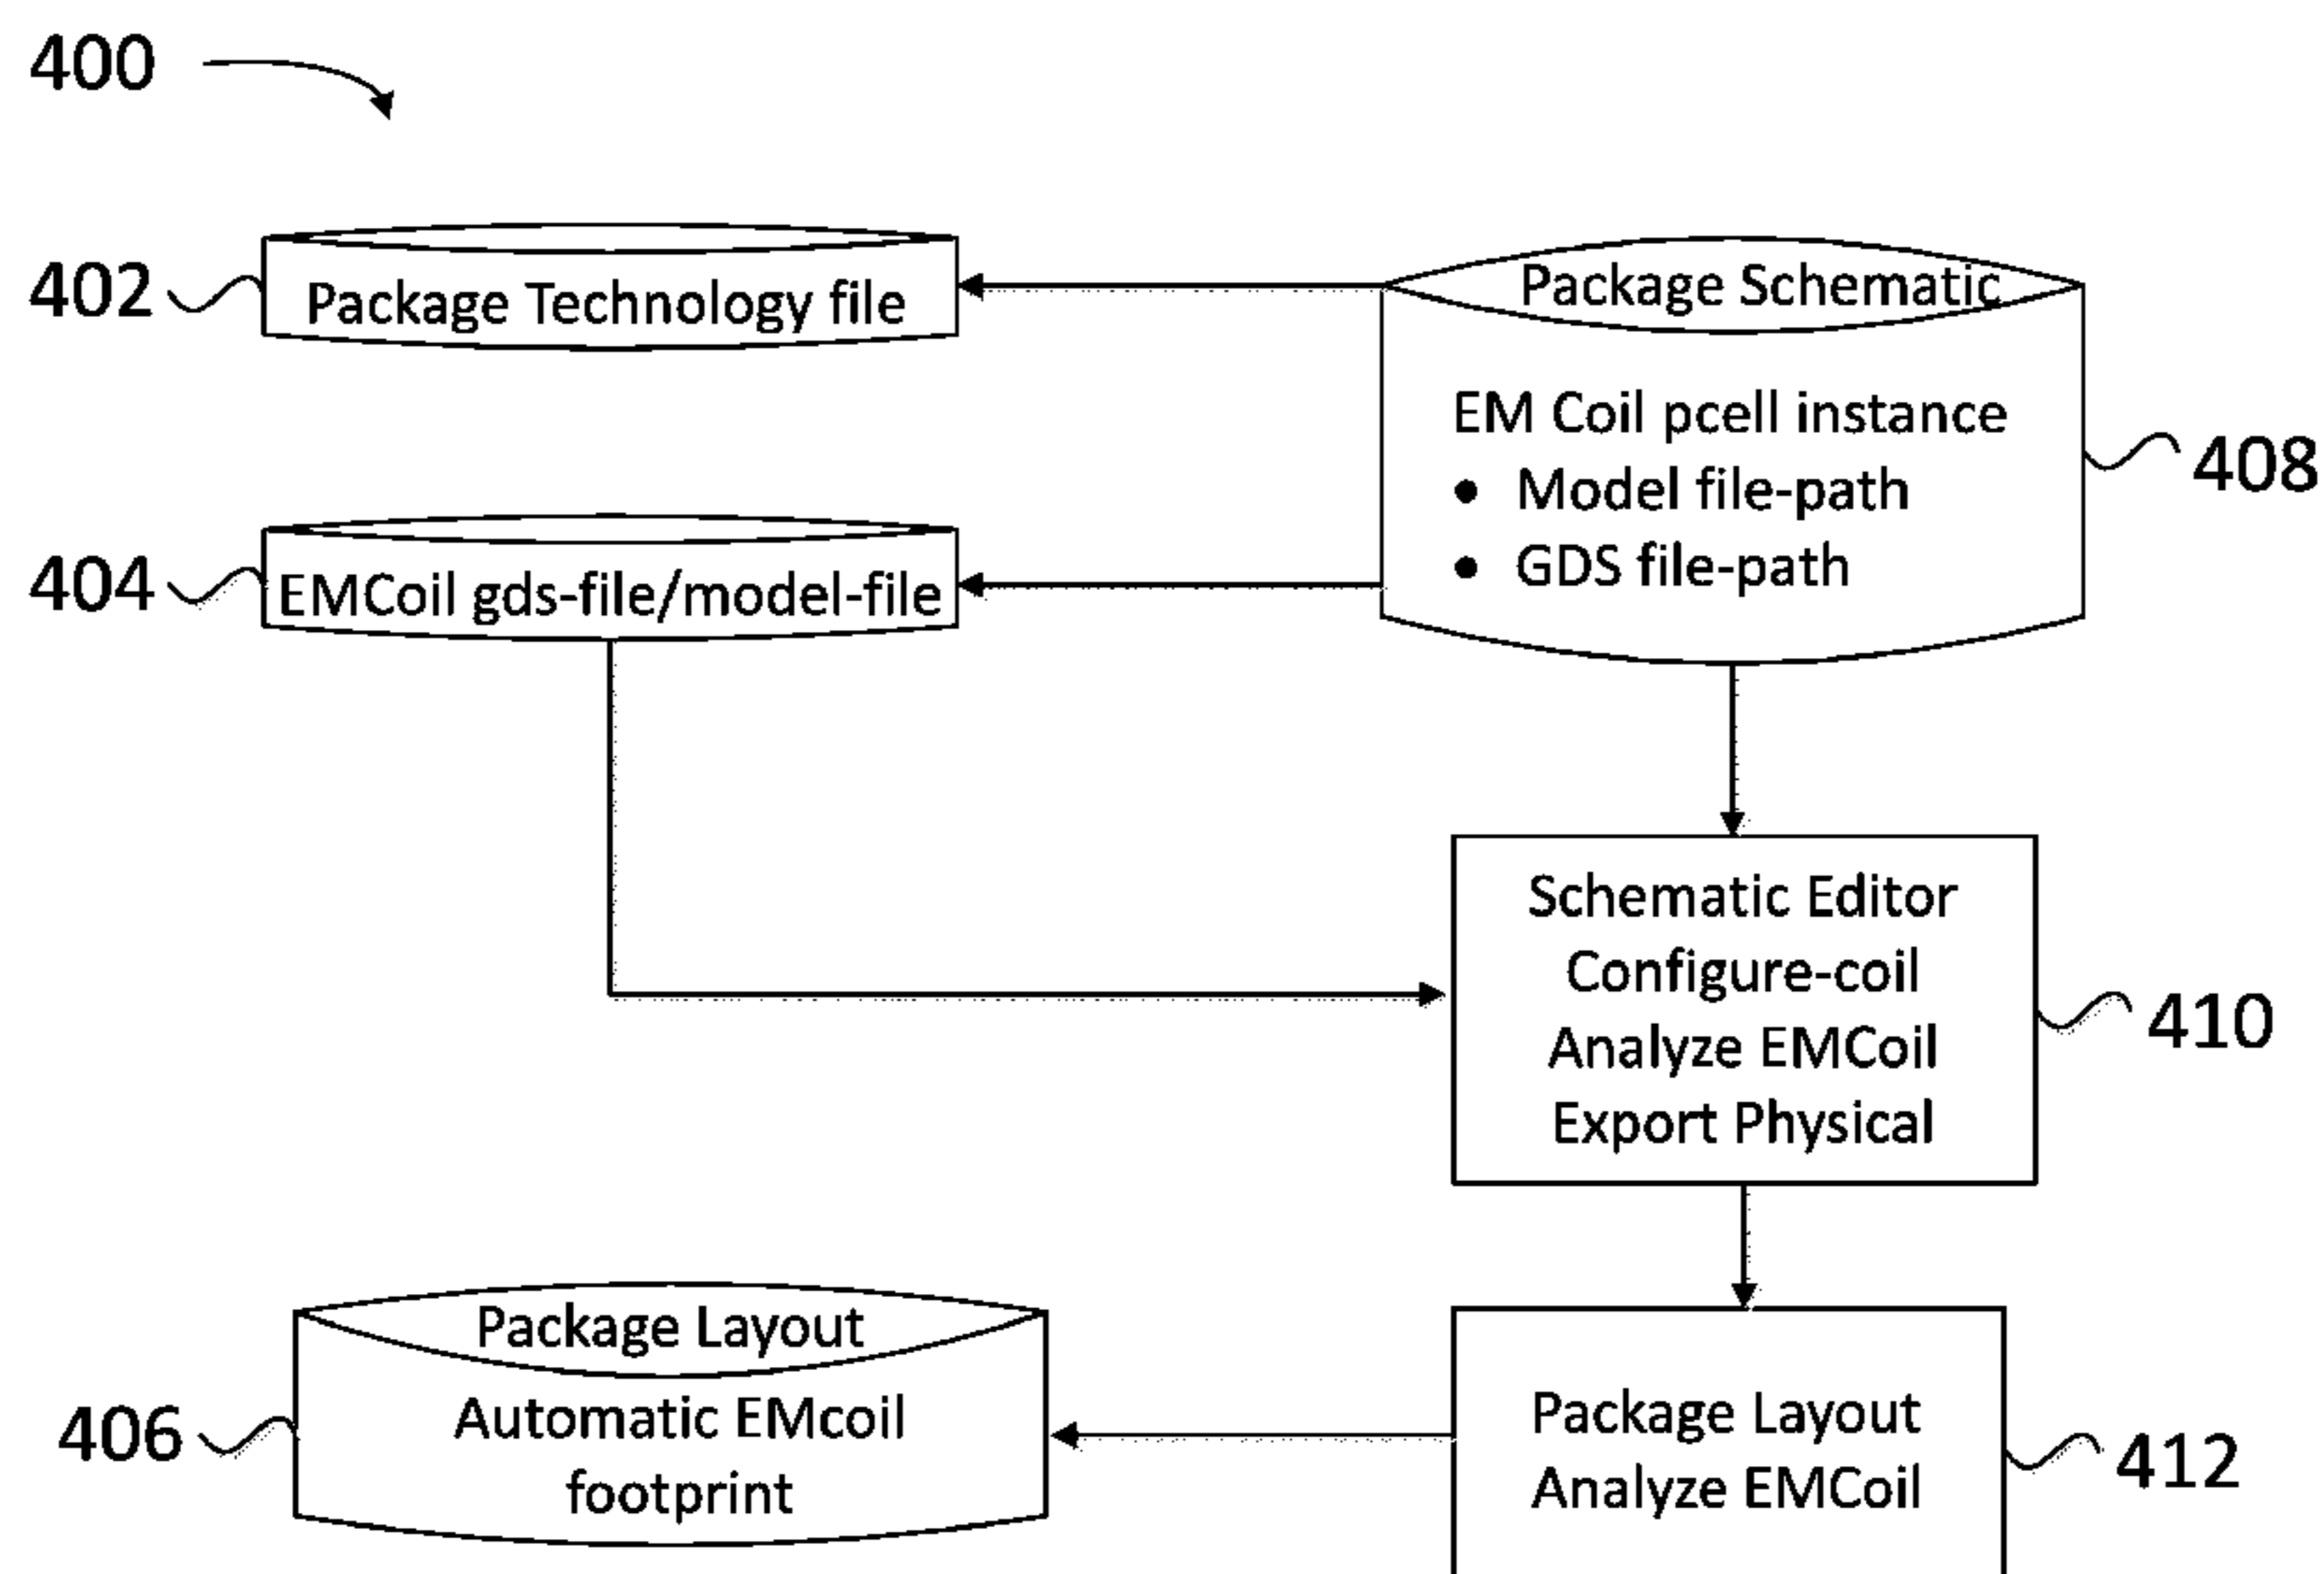 400
402
Package Technology file
Package Schematic
EM Coil pcell instance
• Model file-path
• GDS file-path
408
404
EMCoil gds-file/model-file
Schematic Editor
Configure-coil
Analyze EMCoil
Export Physical
410
Package Layout
Automatic EMcoil
footprint
406
Package Layout
Analyze EMCoil
412